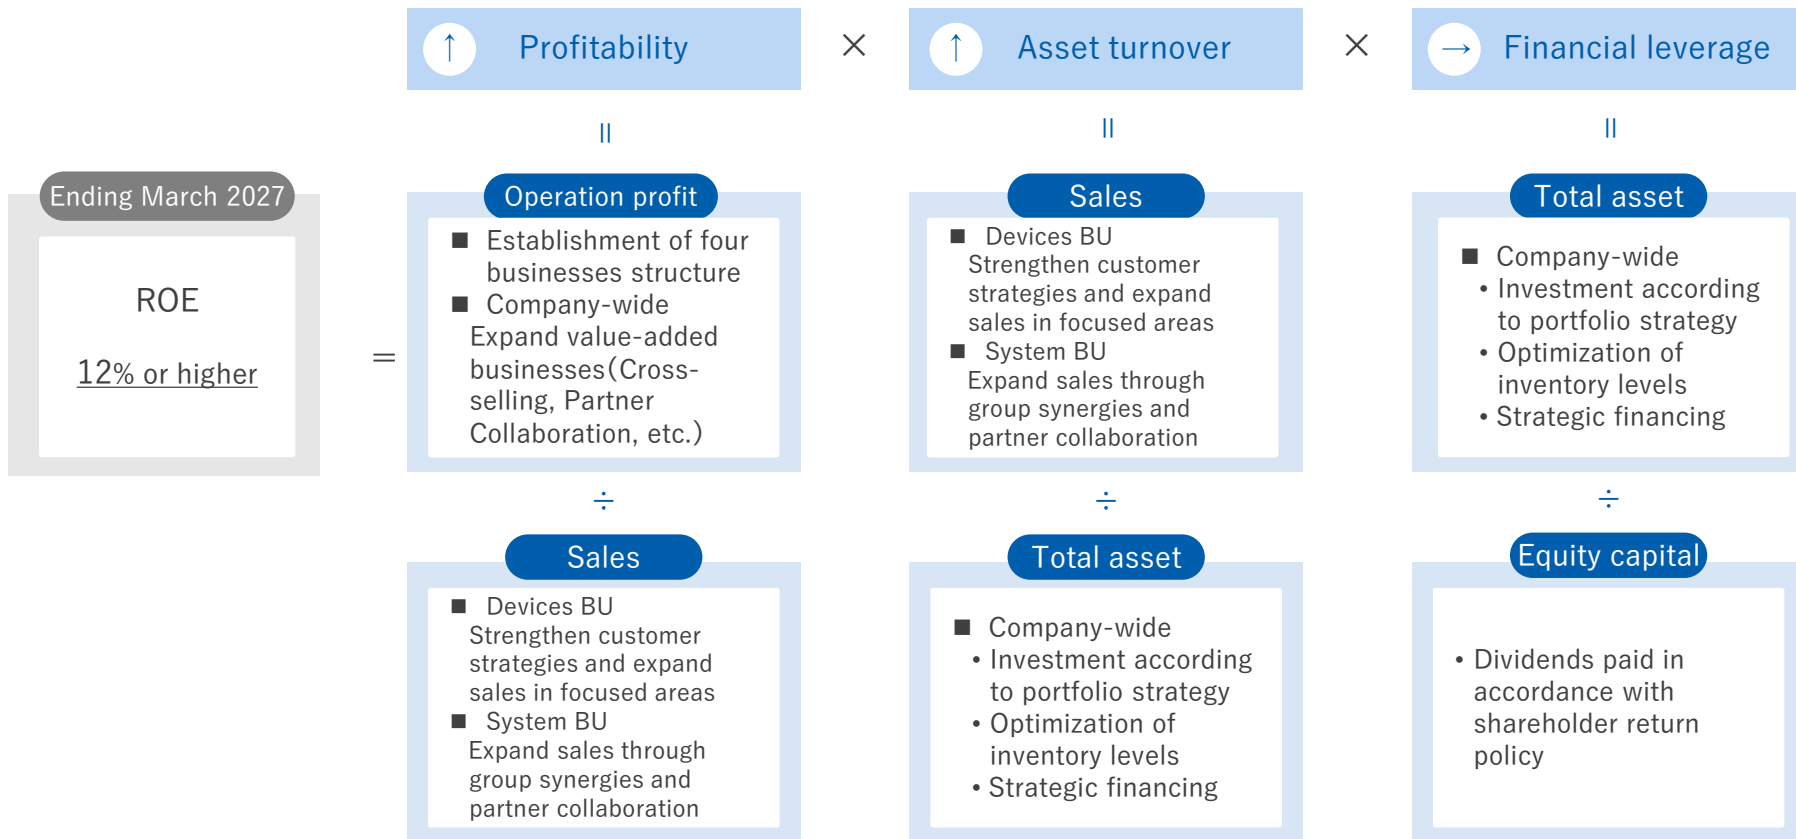 ↑ Profitability × ↑ Asset turnover × → Financial leverage
= = =
Ending March 2027
ROE
12% or higher
=
Operation profit
■ Establishment of four
businesses structure
■ Company-wide
Expand value-added
businesses(Cross-
selling, Partner
Collaboration, etc.)
÷
Sales
■ Devices BU
Strengthen customer
strategies and expand
sales in focused areas
■ System BU
Expand sales through
group synergies and
partner collaboration
Sales
■ Devices BU
Strengthen customer
strategies and expand
sales in focused areas
■ System BU
Expand sales through
group synergies and
partner collaboration
÷
Total asset
■ Company-wide
• Investment according
to portfolio strategy
• Optimization of
inventory levels
• Strategic financing
Total asset
■ Company-wide
• Investment according
to portfolio strategy
• Optimization of
inventory levels
• Strategic financing
÷
Equity capital
• Dividends paid in
accordance with
shareholder return
policy